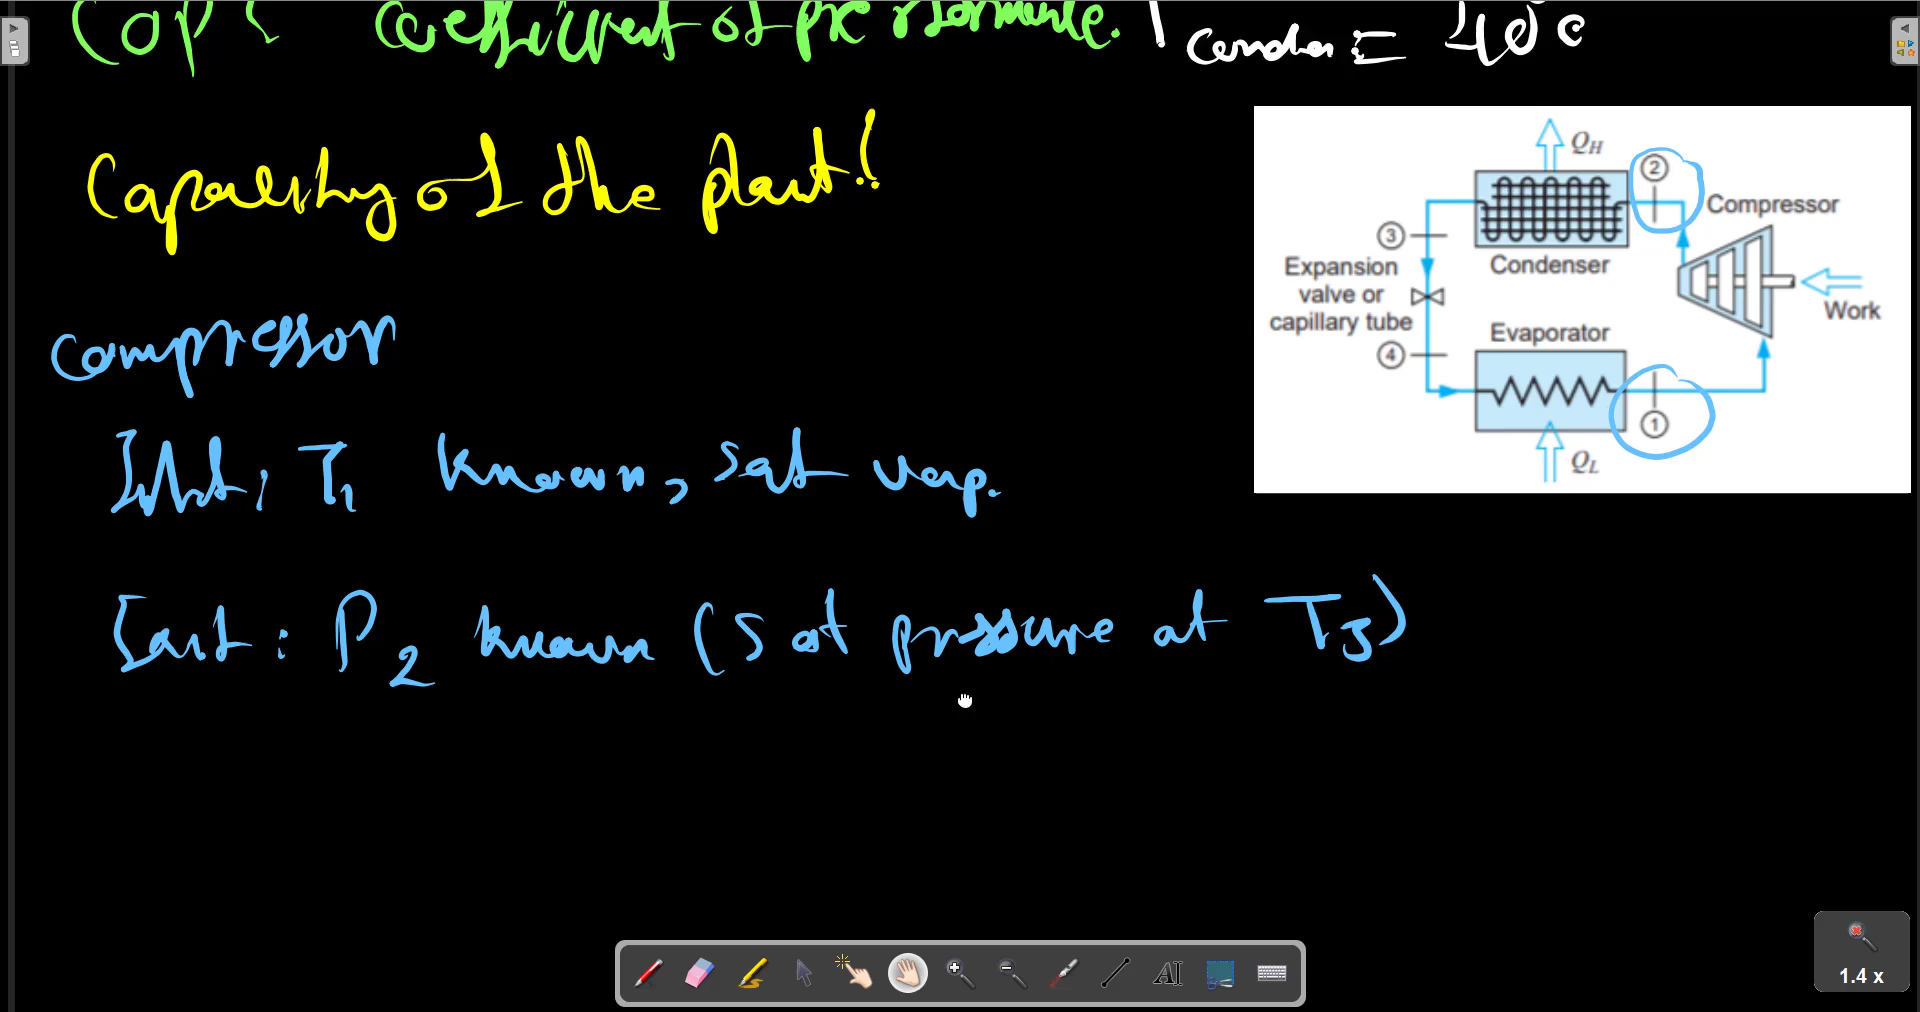 COP: Coefficient of performance. T conden = 40°C
Capacity of the plant:
QH
2
Compressor
3
Expansion
valve or
capillary tube
Condenser
Work
Evaporator
4
1
QL
compressor
Inlet: T1 known, sat vap.
Exit: P2 known (sat pressure at T3)
AI
1.4 x